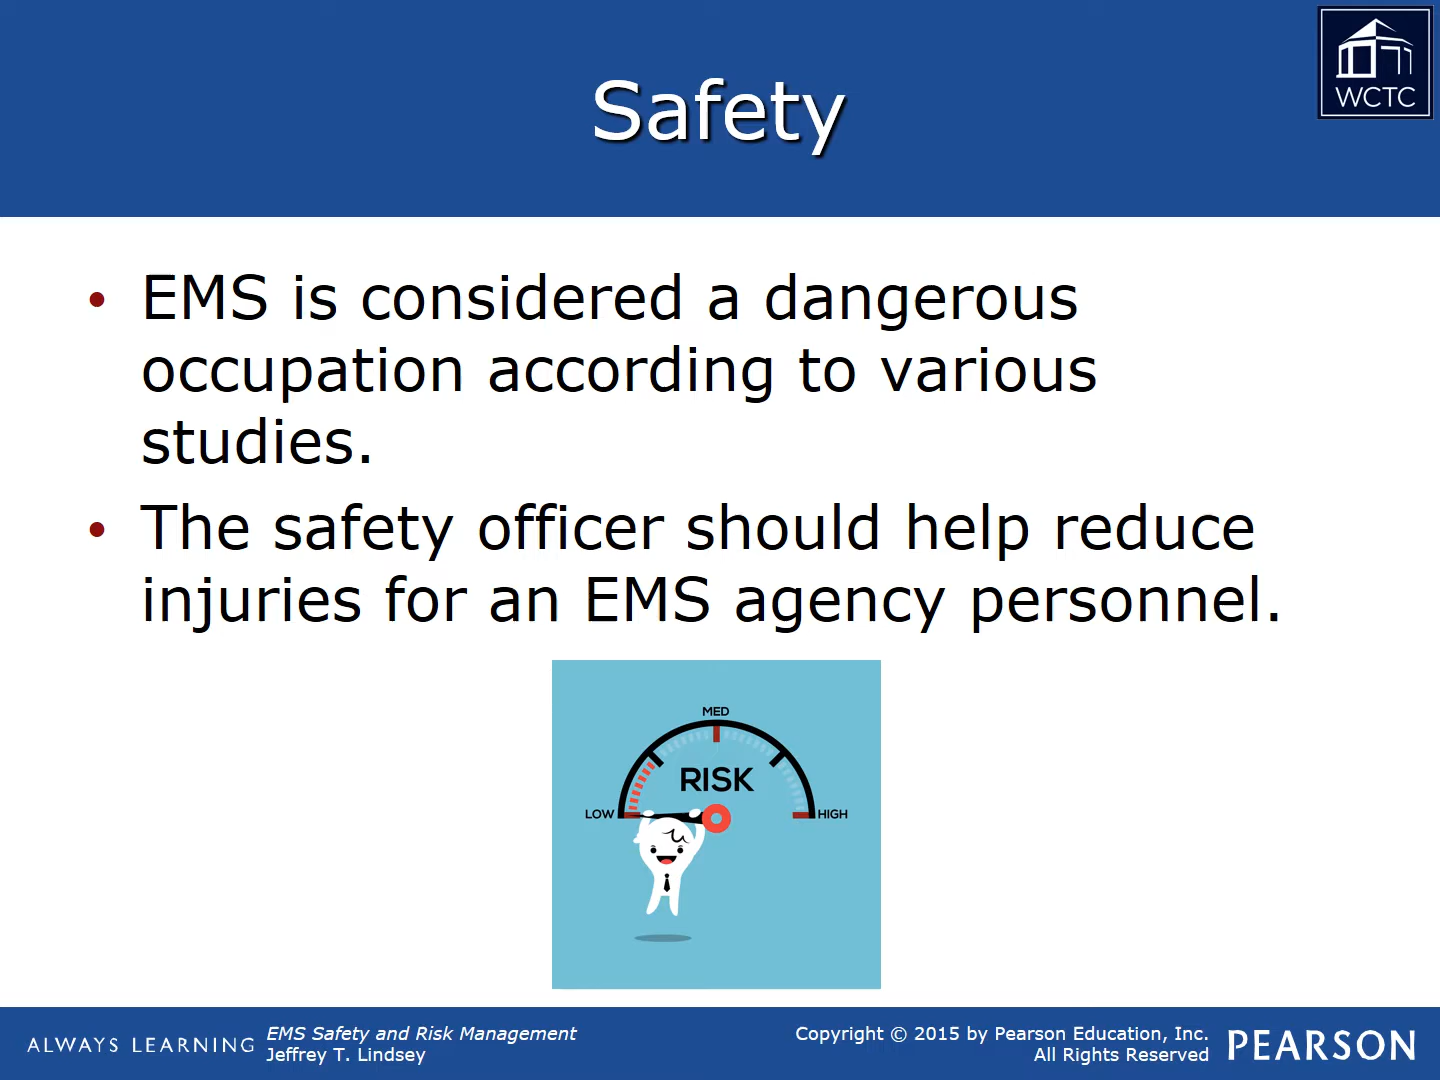 WCTC
Safety
• EMS is considered a dangerous
occupation according to various
studies.
• The safety officer should help reduce
injuries for an EMS agency personnel.
MED
RISK
LOW
HIGH
ALWAYS LEARNING
EMS Safety and Risk Management
Jeffrey T. Lindsey
Copyright © 2015 by Pearson Education, Inc.
All Rights Reserved
PEARSON